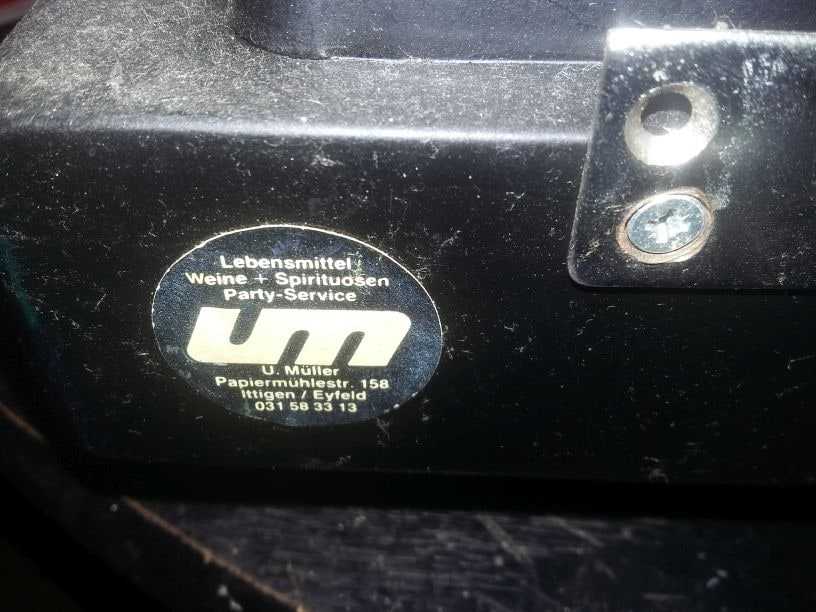 Lebensmittel
Weine + Spirituosen
Party-Service
um
U. Müller
Papiermühlestr. 158
Ittigen / Eyfeld
031 58 33 13